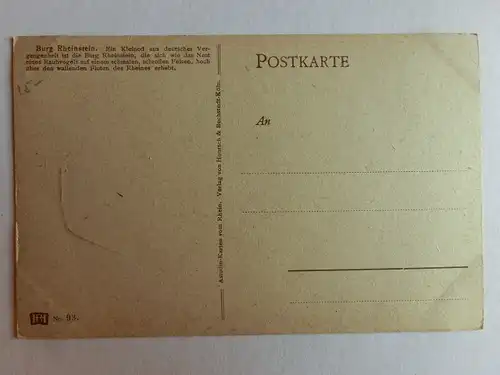 Burg Rheinstein. Ein Kleinod aus deutscher Ver-
gangenheit ist die Burg Rheinstein, die sich wie das Nest
eines Raubvogels auf einem schmalen, schroffen Felsen, hoch
über den wallenden Fluten des Rheines erhebt.
POSTKARTE
An
Verlag von Hoursch & Bechstedt-Köln.
vom Rhein.
No. 93.